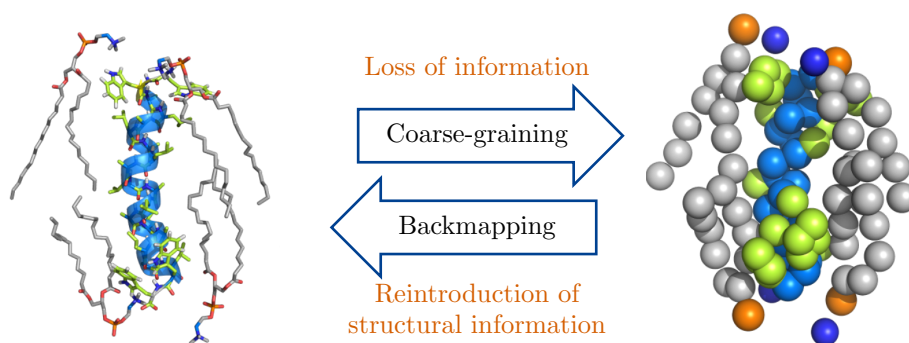 Loss of information
Coarse-graining
Backmapping
Reintroduction of
structural information